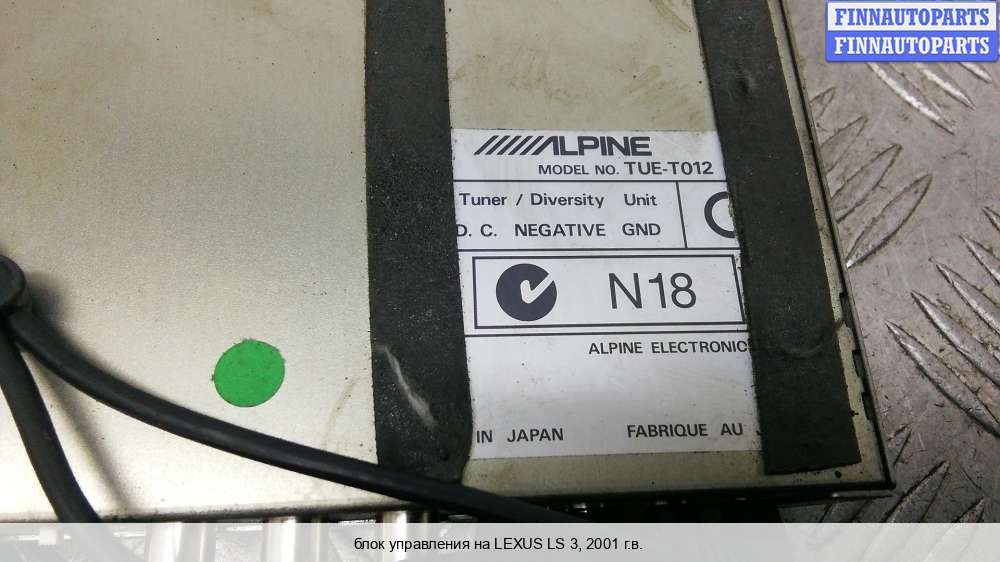 FINNAUTOPARTS
FINNAUTOPARTS
ALPINE
MODEL NO. TUE-T012
Tuner / Diversity Unit
D. C. NEGATIVE GND
N18
ALPINE ELECTRONIC
IN JAPAN FABRIQUE AU
блок управления на LEXUS LS 3, 2001 г.в.